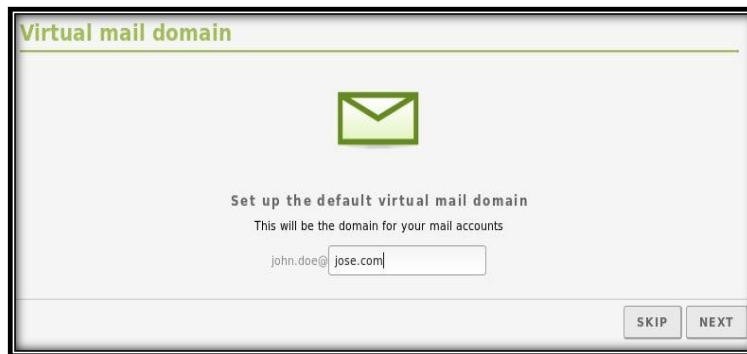 Virtual mail domain
Set up the default virtual mail domain
This will be the domain for your mail accounts
john.doe@ jose.com
SKIP NEXT